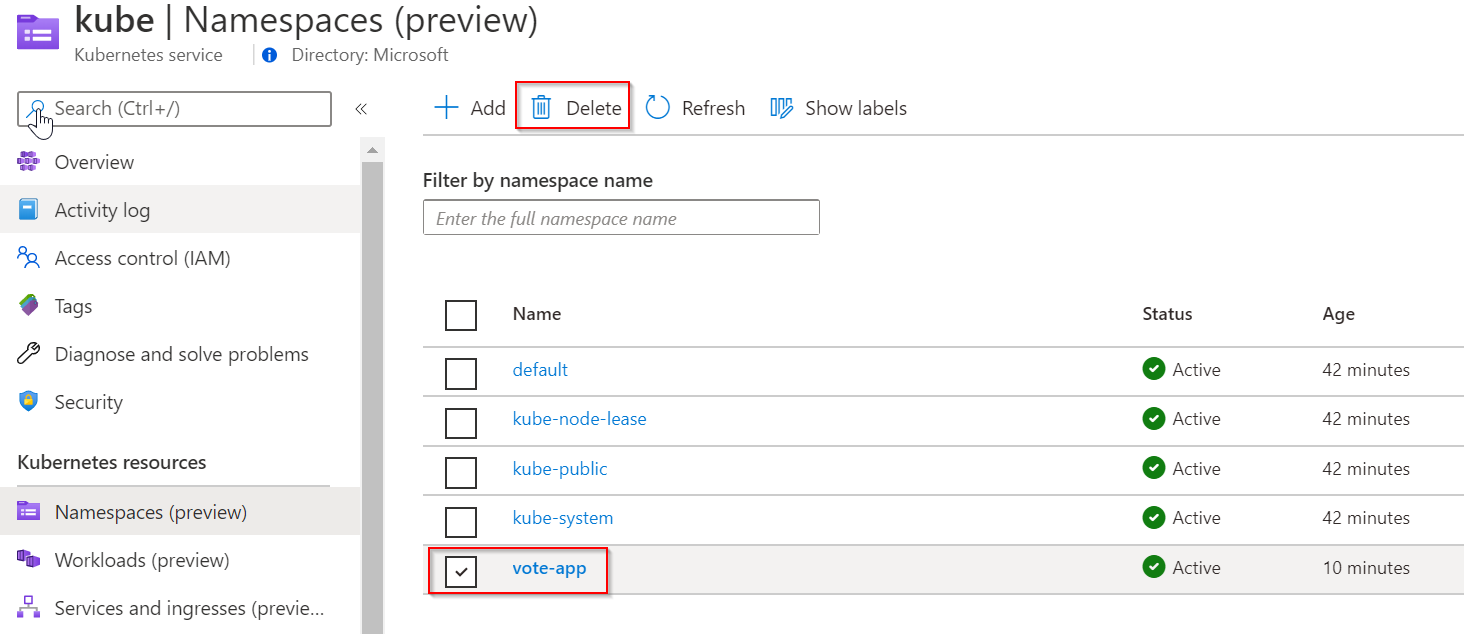 kube | Namespaces (preview)
Kubernetes service
Directory: Microsoft
Search (Ctrl+/)
«
Overview
Activity log
Access control (IAM)
Tags
Diagnose and solve problems
Security
Kubernetes resources
Namespaces (preview)
Workloads (preview)
Services and ingresses (previe...
Add Delete Refresh Show labels
Filter by namespace name
Enter the full namespace name
Name Status Age
default Active 42 minutes
kube-node-lease Active 42 minutes
kube-public Active 42 minutes
kube-system Active 42 minutes
vote-app Active 10 minutes